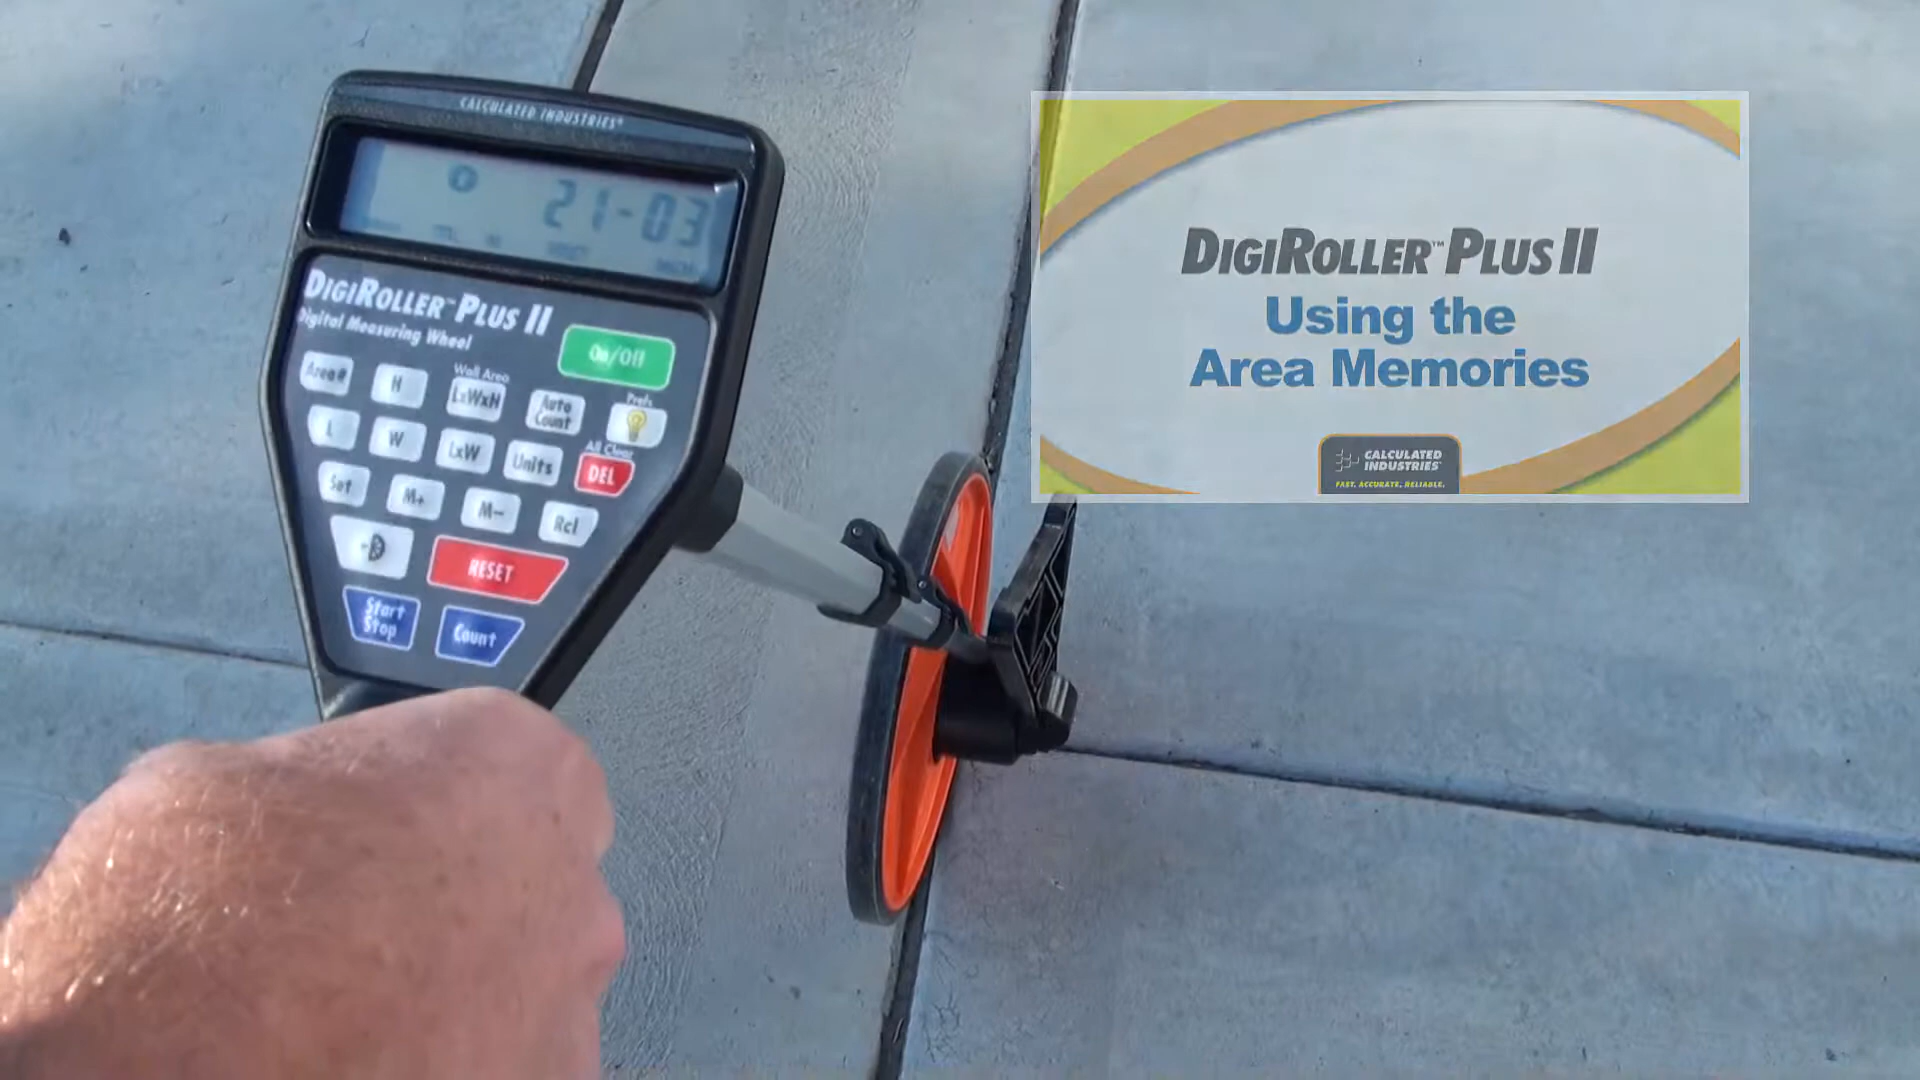 CALCULATED INDUSTRIES®
21-03
DIGIROLLER™ PLUS II
Digital Measuring Wheel
On/Off
Wall Area
Prefs
Area #
H
LxWxH
Auto
Count
L
W
LxW
Units
All Clear
DEL
Set
M+
M-
Rcl
RESET
Start
Stop
Count
DIGIROLLER™ PLUS II
Using the
Area Memories
CALCULATED
INDUSTRIES
FAST. ACCURATE. RELIABLE.